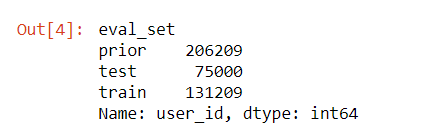 Out[4]: eval_set
prior    206209
test      75000
train    131209
Name: user_id, dtype: int64